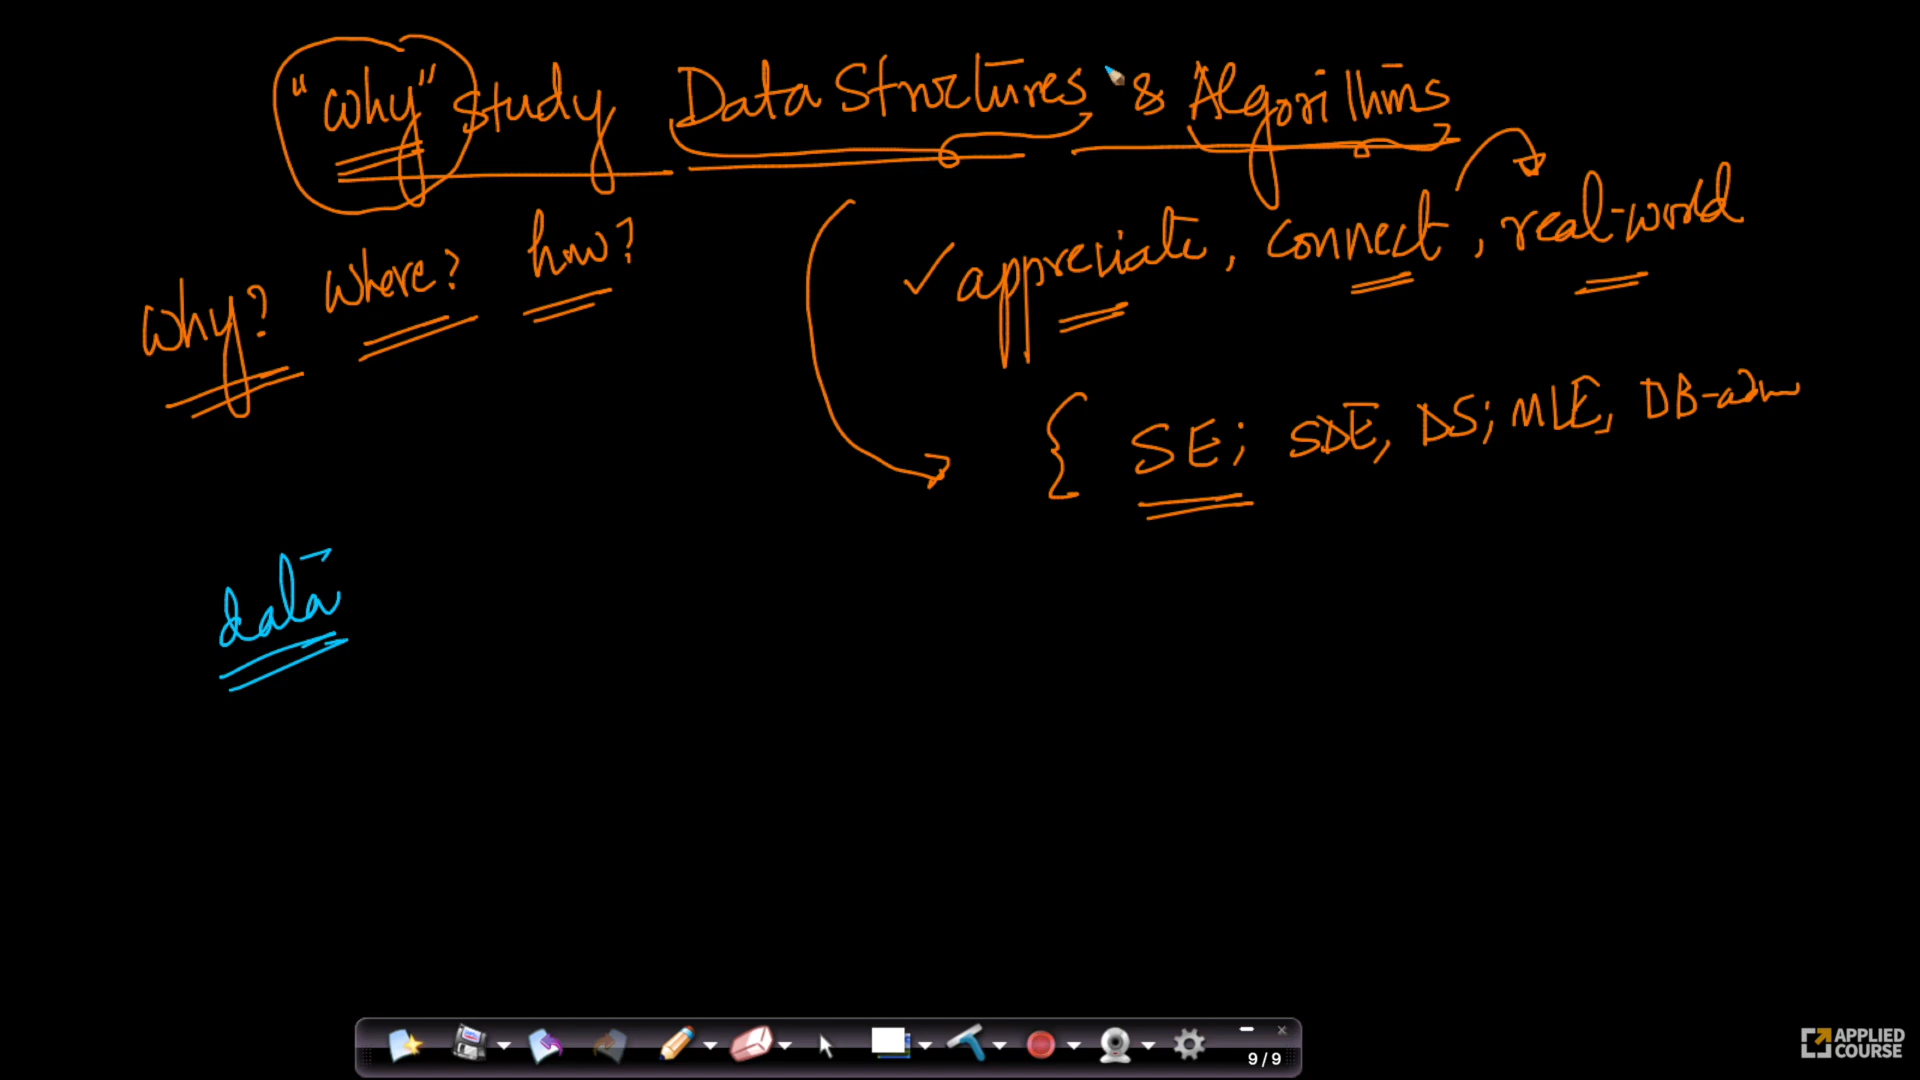 "why" study Data Structures & Algorithms
why? where? how?
✓ appreciate, connect, real-world
{ SE; SDE, DS; MLE, DB-adm
data
9/9
APPLIED
COURSE